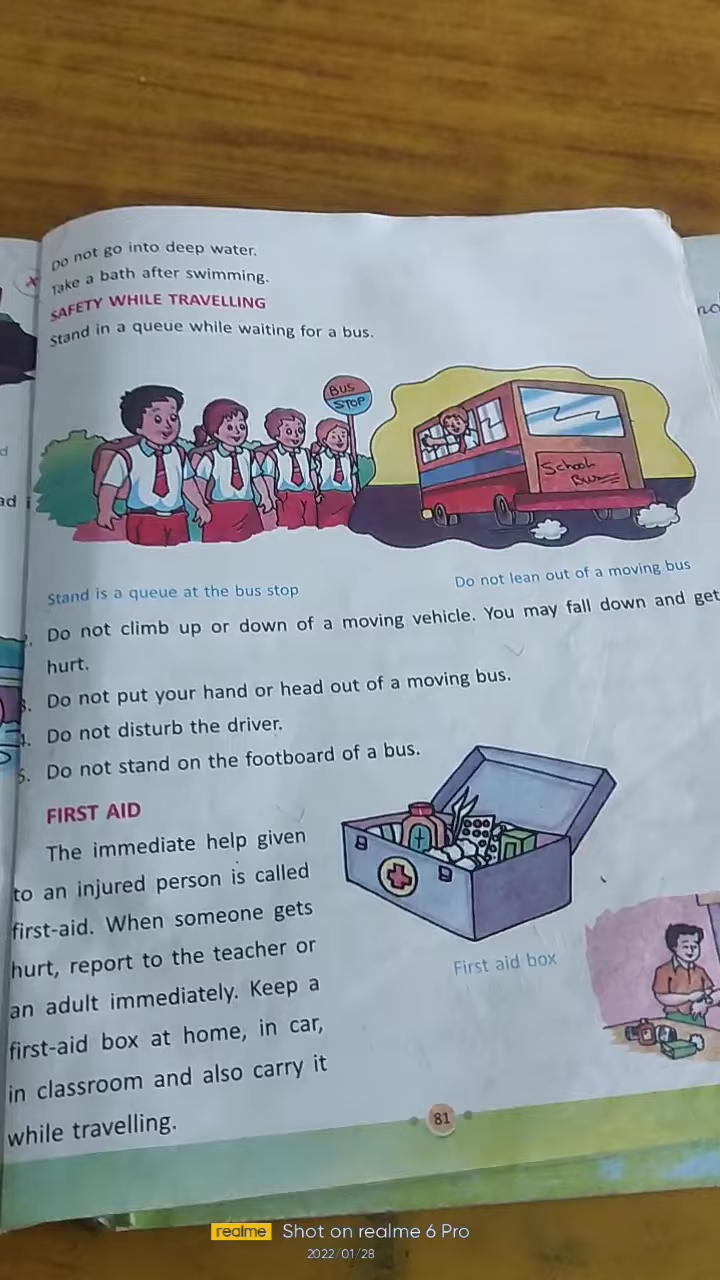 Do not go into deep water.
Take a bath after swimming.
SAFETY WHILE TRAVELLING
Stand in a queue while waiting for a bus.
BUS
STOP
School
Bus
Stand is a queue at the bus stop
Do not lean out of a moving bus
Do not climb up or down of a moving vehicle. You may fall down and get
hurt.
3. Do not put your hand or head out of a moving bus.
4. Do not disturb the driver.
5. Do not stand on the footboard of a bus.
FIRST AID
The immediate help given
to an injured person is called
first-aid. When someone gets
hurt, report to the teacher or
an adult immediately. Keep a
first-aid box at home, in car,
in classroom and also carry it
while travelling.
First aid box
81
realme Shot on realme 6 Pro
2022/01/28